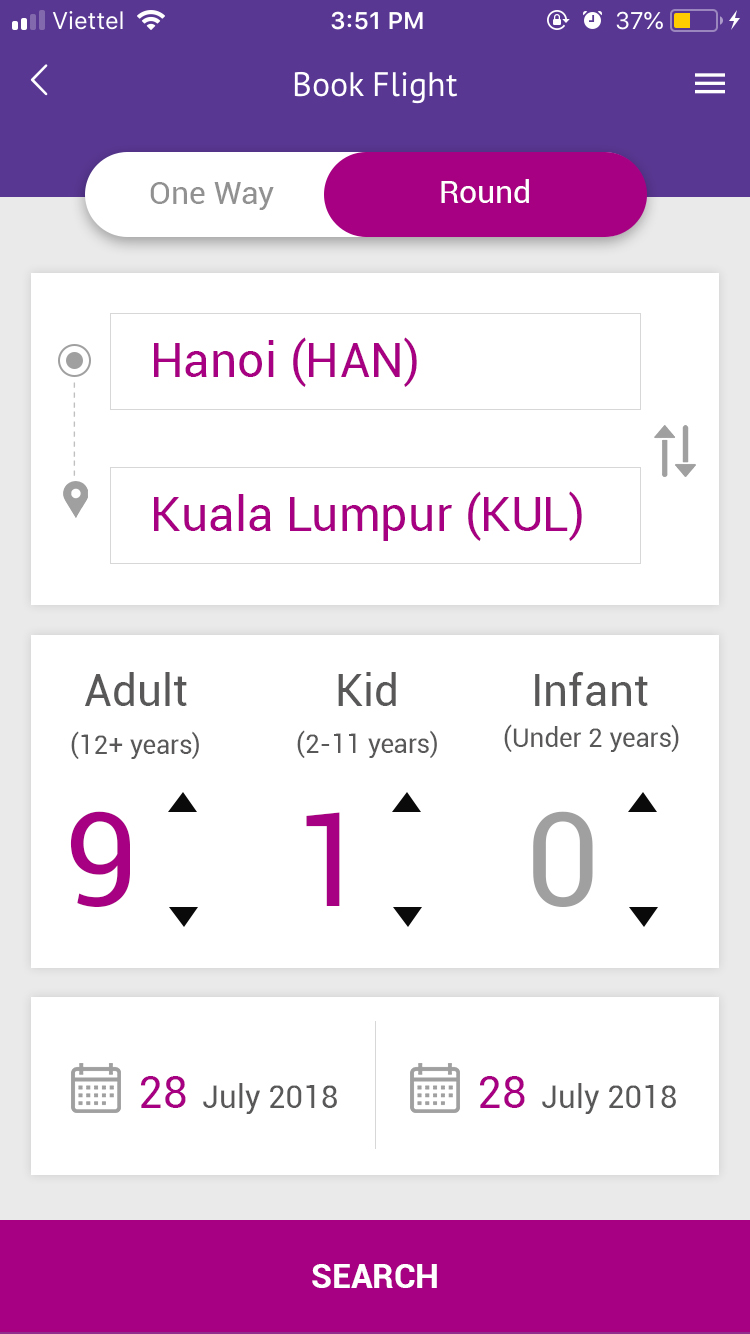 Viettel 3:51 PM 37%
Book Flight
One Way Round
Hanoi (HAN)
Kuala Lumpur (KUL)
Adult Kid Infant
(12+ years) (2-11 years) (Under 2 years)
9 1 0
28 July 2018 28 July 2018
SEARCH